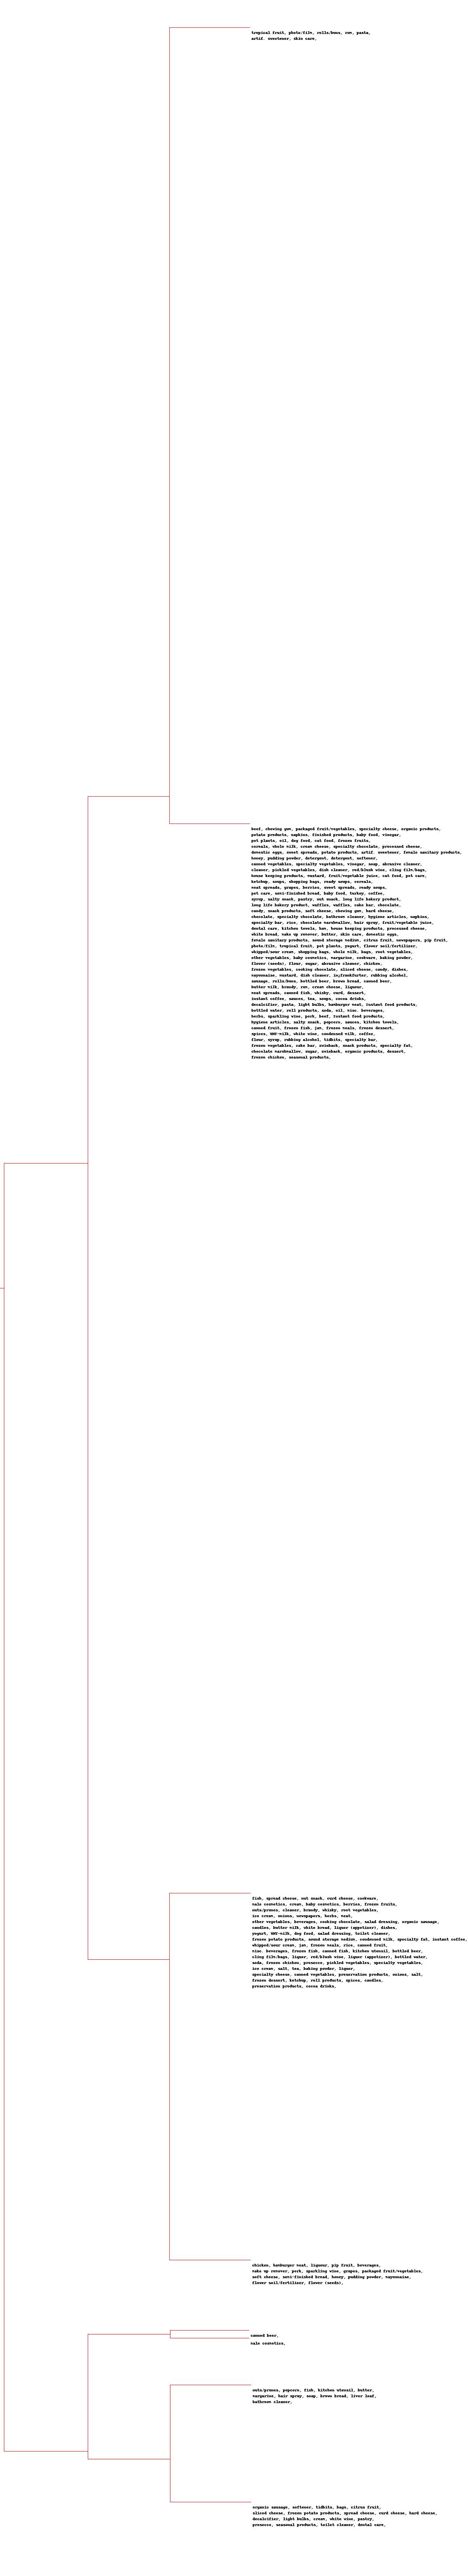 tropical fruit, photo/film, rolls/buns, rum, pasta,
artif. sweetener, skin care,
beef, chewing gum, packaged fruit/vegetables, specialty cheese, organic products,
potato products, napkins, finished products, baby food, vinegar,
pot plants, oil, dog food, cat food, frozen fruits,
cereals, whole milk, cream cheese, specialty chocolate, processed cheese,
domestic eggs, sweet spreads, potato products, artif. sweetener, female sanitary products,
honey, pudding powder, detergent, detergent, softener,
canned vegetables, specialty vegetables, vinegar, soap, abrasive cleaner,
cleaner, pickled vegetables, dish cleaner, red/blush wine, cling film/bags,
house keeping products, mustard, fruit/vegetable juice, cat food, pet care,
ketchup, soups, shopping bags, ready soups, cereals,
meat spreads, grapes, berries, sweet spreads, ready soups,
pet care, semi-finished bread, baby food, turkey, coffee,
syrup, salty snack, pastry, nut snack, long life bakery product,
long life bakery product, waffles, waffles, cake bar, chocolate,
candy, snack products, soft cheese, chewing gum, hard cheese,
chocolate, specialty chocolate, bathroom cleaner, hygiene articles, napkins,
specialty bar, rice, chocolate marshmallow, hair spray, fruit/vegetable juice,
dental care, kitchen towels, ham, house keeping products, processed cheese,
white bread, make up remover, butter, skin care, domestic eggs,
female sanitary products, sound storage medium, citrus fruit, newspapers, pip fruit,
photo/film, tropical fruit, pot plants, yogurt, flower soil/fertilizer,
whipped/sour cream, shopping bags, whole milk, bags, root vegetables,
other vegetables, baby cosmetics, margarine, cookware, baking powder,
flower (seeds), flour, sugar, abrasive cleaner, chicken,
frozen vegetables, cooking chocolate, sliced cheese, candy, dishes,
mayonnaise, mustard, dish cleaner, frankfurter, rubbing alcohol,
sausage, rolls/buns, bottled beer, brown bread, canned beer,
butter milk, brandy, rum, cream cheese, liqueur,
meat spreads, canned fish, whisky, curd, dessert,
instant coffee, sauces, tea, soups, cocoa drinks,
decalcifier, pasta, light bulbs, hamburger meat, Instant food products,
bottled water, roll products, soda, oil, misc. beverages,
herbs, sparkling wine, pork, beef, Instant food products,
hygiene articles, salty snack, popcorn, sauces, kitchen towels,
canned fruit, frozen fish, jam, frozen meals, frozen dessert,
spices, UHT-milk, white wine, condensed milk, coffee,
flour, syrup, rubbing alcohol, tidbits, specialty bar,
frozen vegetables, cake bar, zwieback, snack products, specialty fat,
chocolate marshmallow, sugar, zwieback, organic products, dessert,
frozen chicken, seasonal products,
fish, spread cheese, nut snack, curd cheese, cookware,
male cosmetics, cream, baby cosmetics, berries, frozen fruits,
nuts/prunes, cleaner, brandy, whisky, root vegetables,
ice cream, onions, newspapers, herbs, meat,
other vegetables, beverages, cooking chocolate, salad dressing, organic sausage,
candles, butter milk, white bread, liquor (appetizer), dishes,
yogurt, UHT-milk, dog food, salad dressing, toilet cleaner,
frozen potato products, sound storage medium, condensed milk, specialty fat, instant coffee,
whipped/sour cream, jam, frozen meals, rice, canned fruit,
misc. beverages, frozen fish, canned fish, kitchen utensil, bottled beer,
cling film/bags, liquor, red/blush wine, liquor (appetizer), bottled water,
soda, frozen chicken, prosecco, pickled vegetables, specialty vegetables,
ice cream, salt, tea, baking powder, liquor,
specialty cheese, canned vegetables, preservation products, onions, salt,
frozen dessert, ketchup, roll products, spices, candles,
preservation products, cocoa drinks,
chicken, hamburger meat, liqueur, pip fruit, beverages,
make up remover, pork, sparkling wine, grapes, packaged fruit/vegetables,
soft cheese, semi-finished bread, honey, pudding powder, mayonnaise,
flower soil/fertilizer, flower (seeds),
canned beer,
male cosmetics,
nuts/prunes, popcorn, fish, kitchen utensil, butter,
margarine, hair spray, soap, brown bread, liver loaf,
bathroom cleaner,
organic sausage, softener, tidbits, bags, citrus fruit,
sliced cheese, frozen potato products, spread cheese, curd cheese, hard cheese,
decalcifier, light bulbs, cream, white wine, pastry,
prosecco, seasonal products, toilet cleaner, dental care,